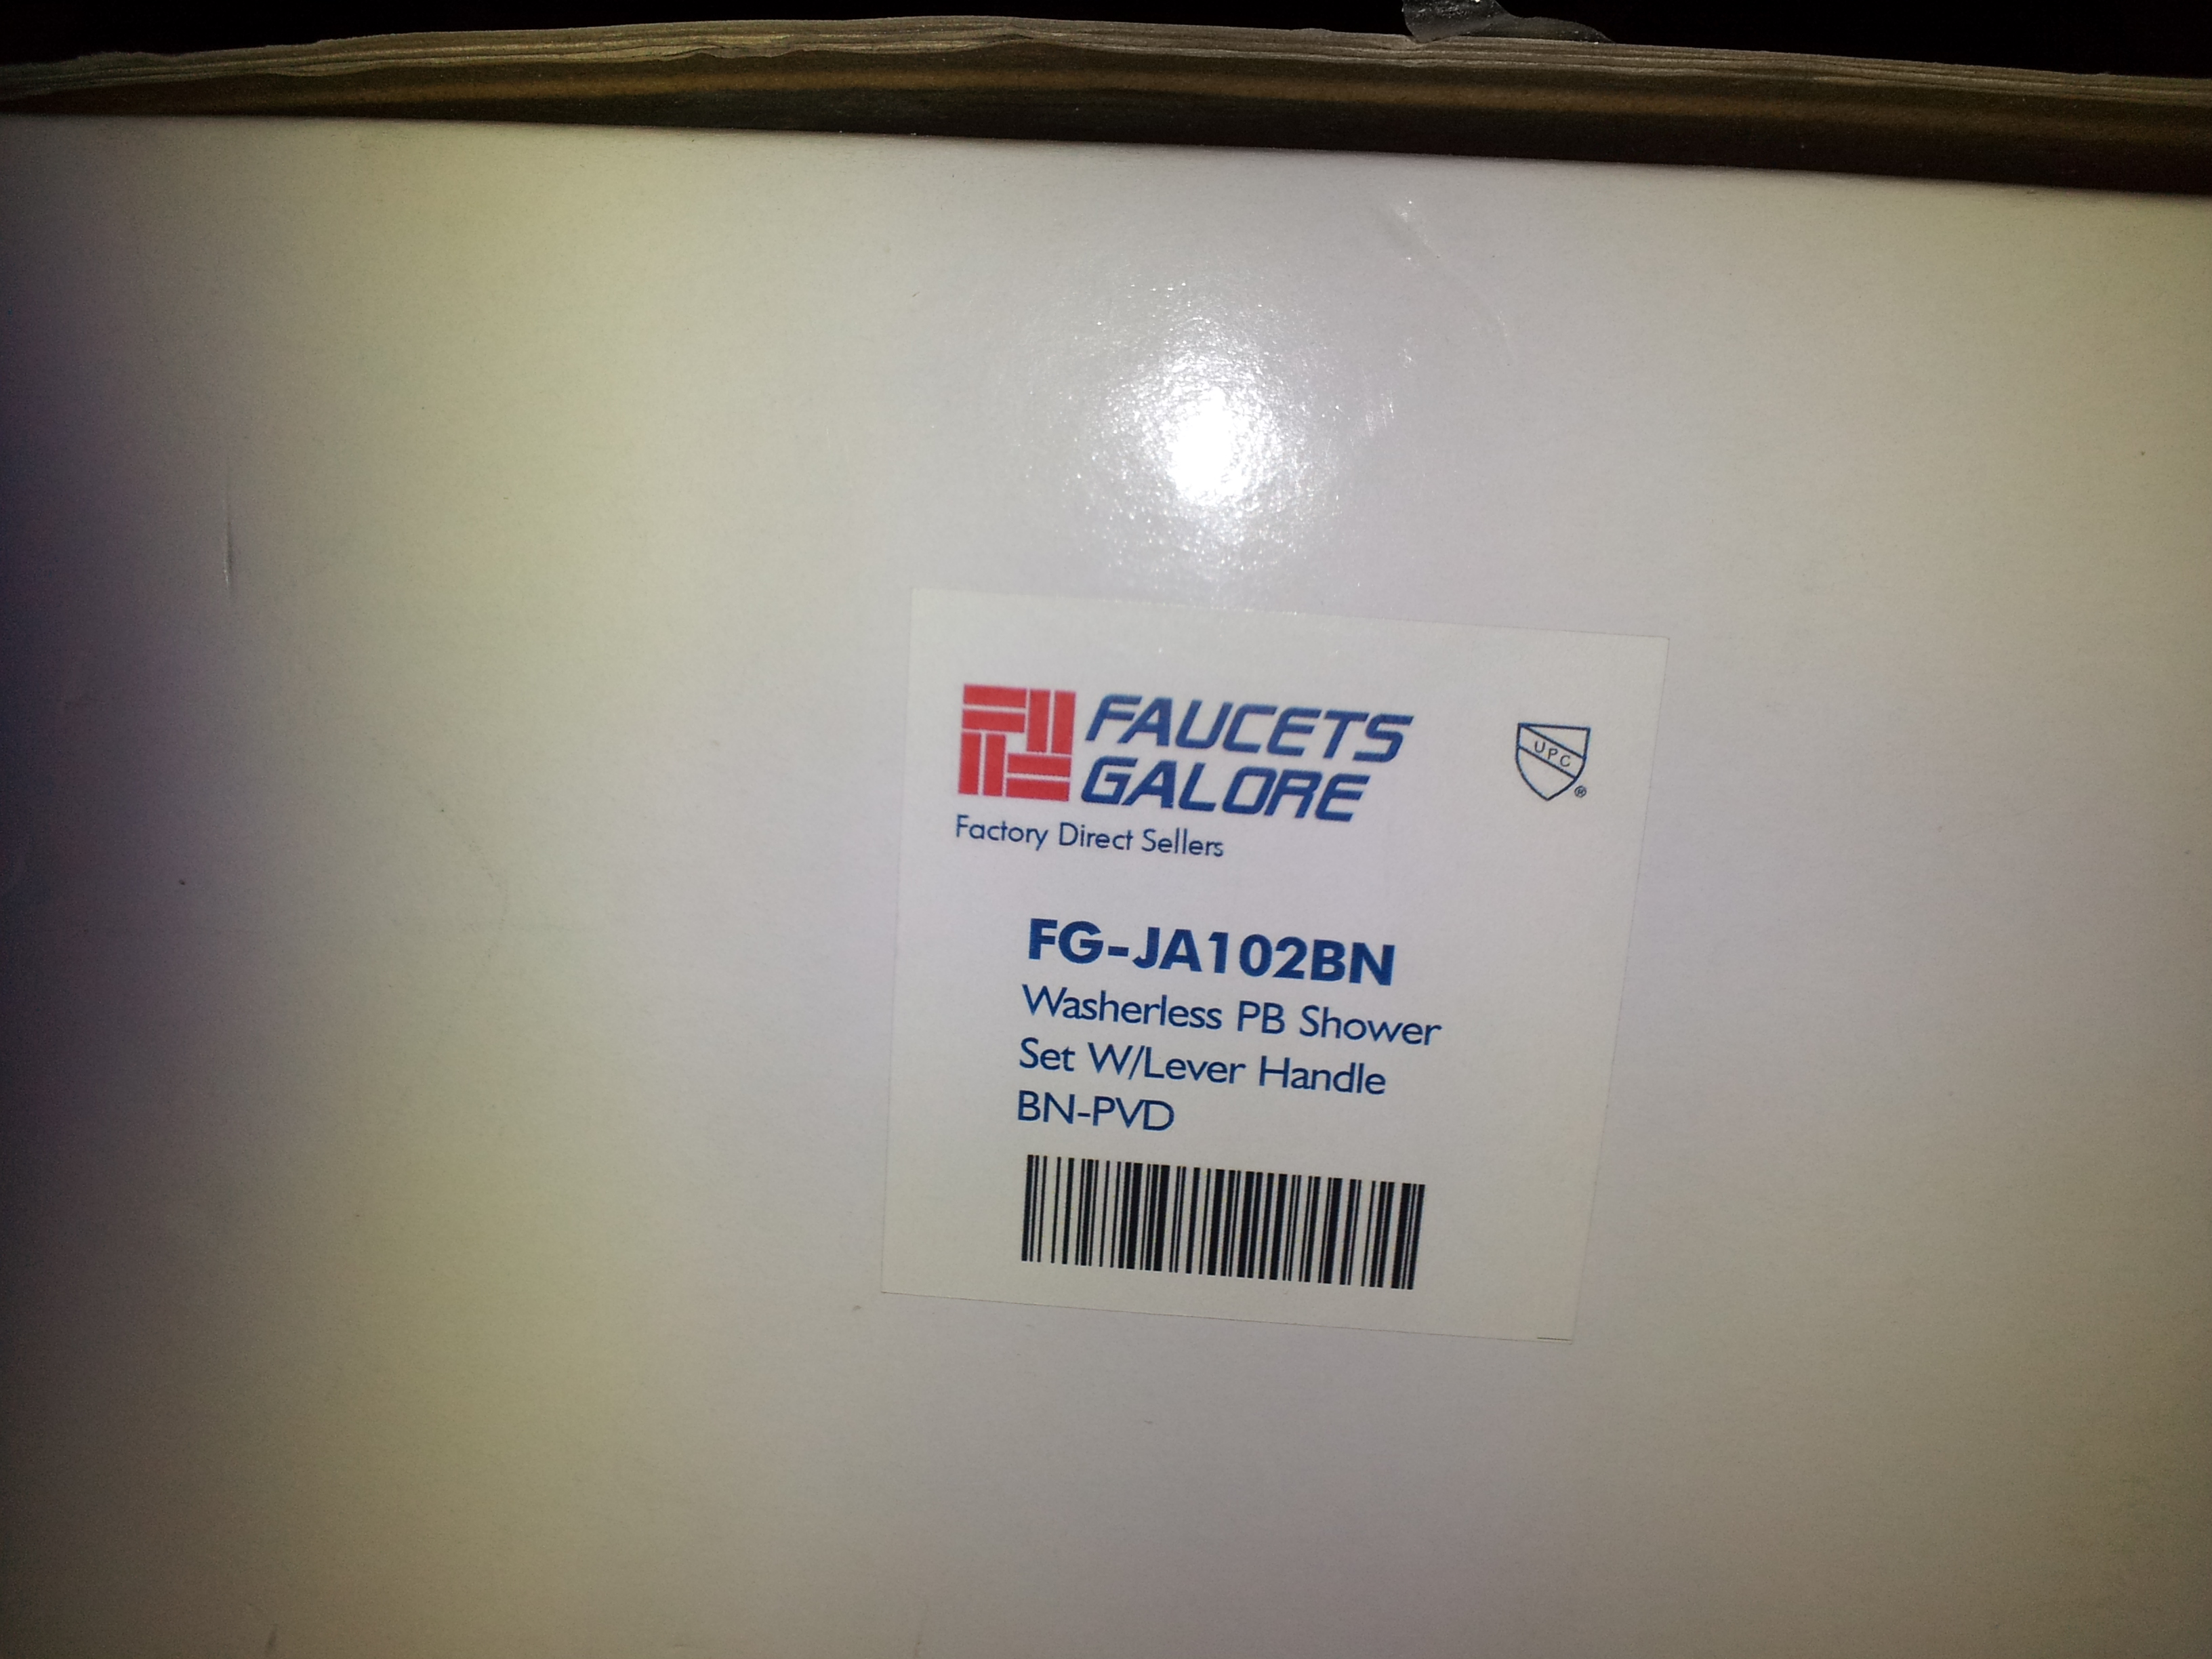 FAUCETS
GALORE
Factory Direct Sellers
UPC
®
FG-JA102BN
Washerless PB Shower
Set W/Lever Handle
BN-PVD